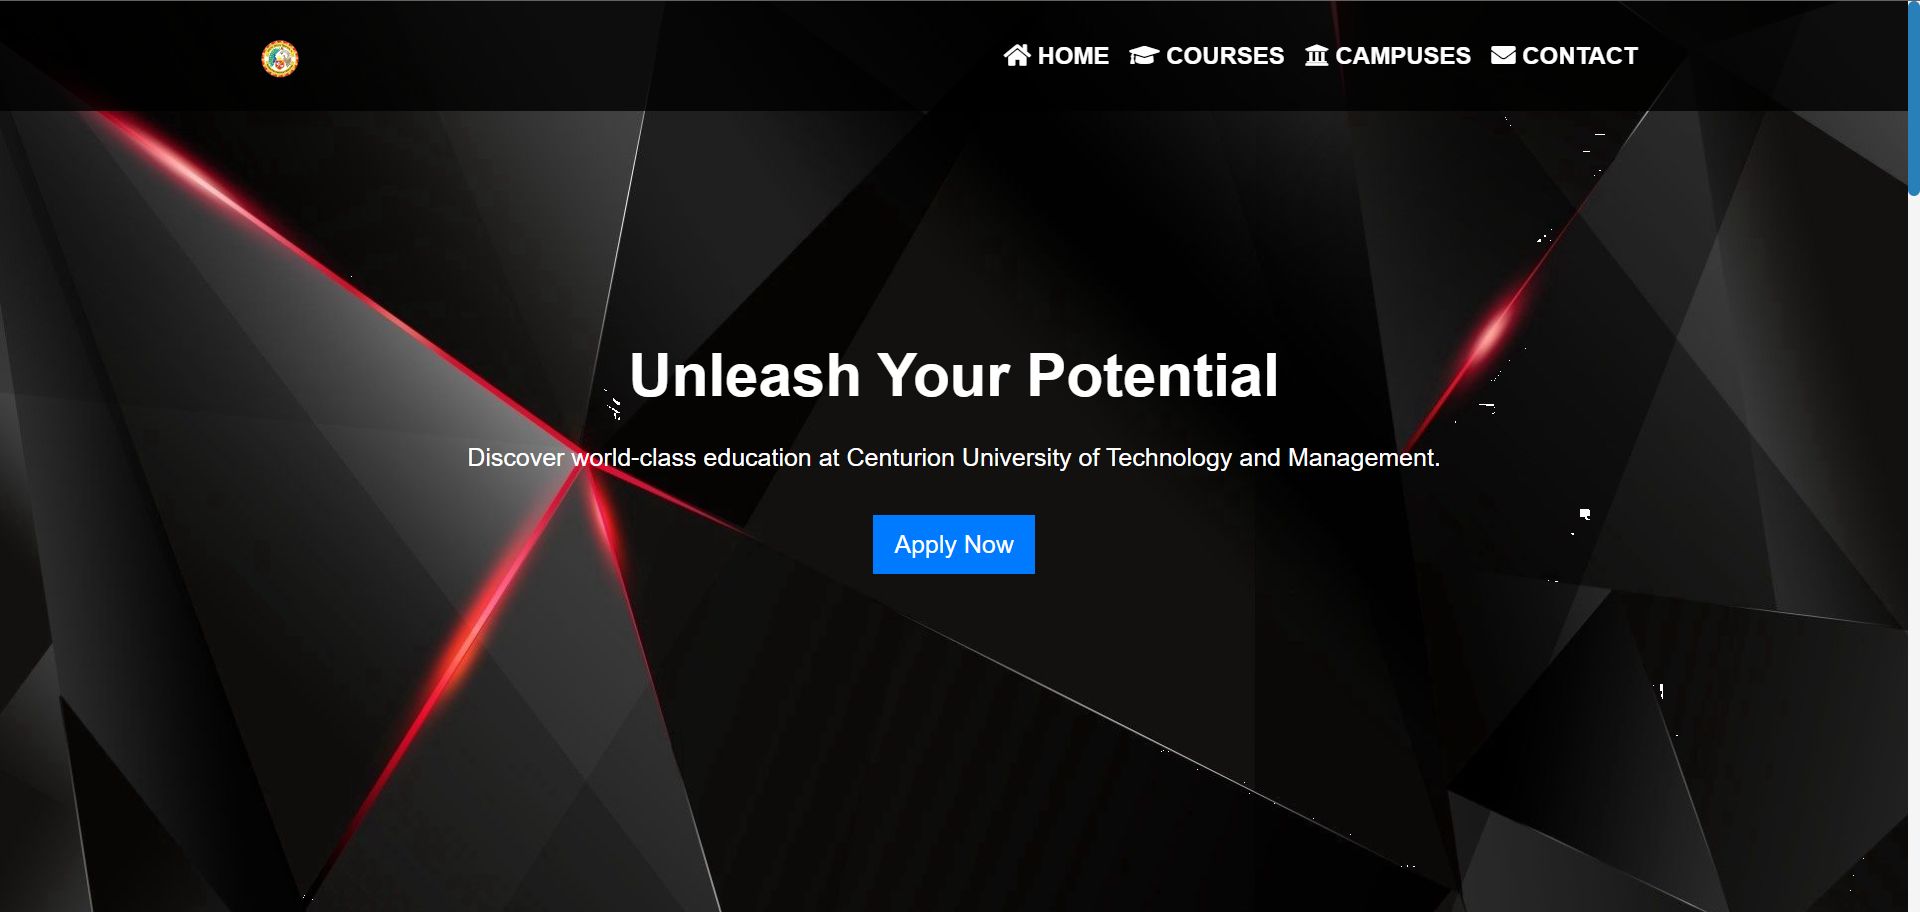 HOME COURSES CAMPUSES CONTACT
Unleash Your Potential
Discover world-class education at Centurion University of Technology and Management.
Apply Now